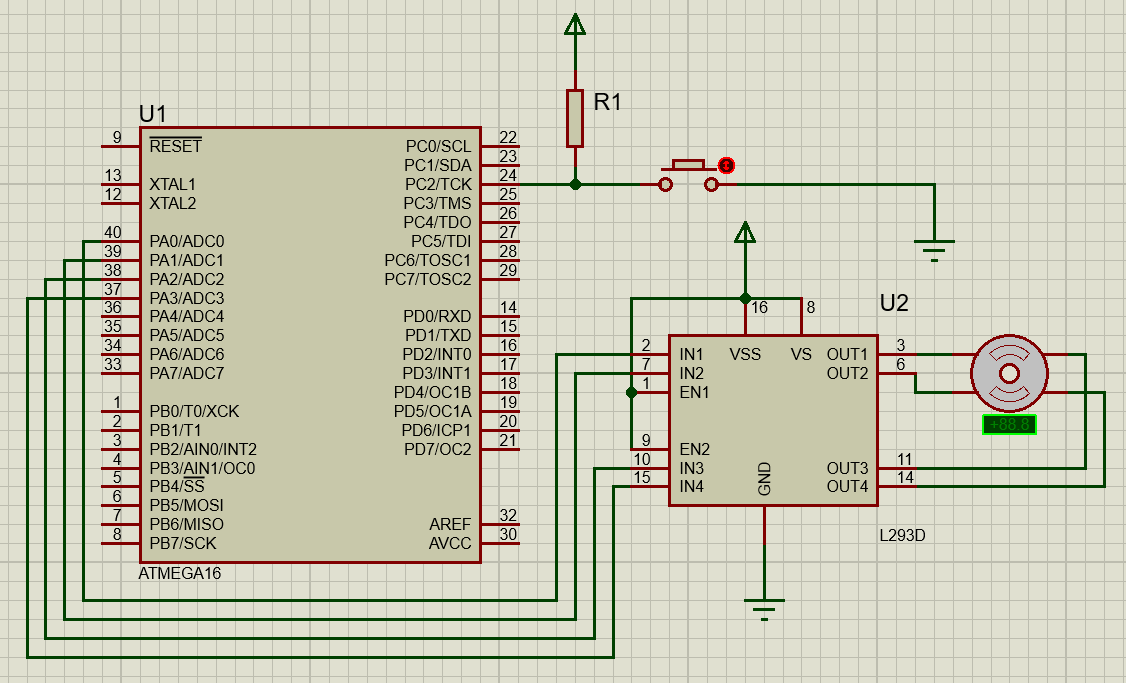 U1
9 RESET PC0/SCL 22
PC1/SDA 23
13 XTAL1 PC2/TCK 24
12 XTAL2 PC3/TMS 25
PC4/TDO 26
40 PA0/ADC0 PC5/TDI 27
39 PA1/ADC1 PC6/TOSC1 28
38 PA2/ADC2 PC7/TOSC2 29
37 PA3/ADC3
36 PA4/ADC4 PD0/RXD 14
35 PA5/ADC5 PD1/TXD 15
34 PA6/ADC6 PD2/INT0 16
33 PA7/ADC7 PD3/INT1 17
PD4/OC1B 18
1 PB0/T0/XCK PD5/OC1A 19
2 PB1/T1 PD6/ICP1 20
3 PB2/AIN0/INT2 PD7/OC2 21
4 PB3/AIN1/OC0
5 PB4/SS
6 PB5/MOSI
7 PB6/MISO AREF 32
8 PB7/SCK AVCC 30
ATMEGA16
R1
U2
16 8
2 IN1 VSS VS OUT1 3
7 IN2 OUT2 6
1 EN1
9 EN2
10 IN3 OUT3 11
15 IN4 OUT4 14
GND
L293D
+88.8